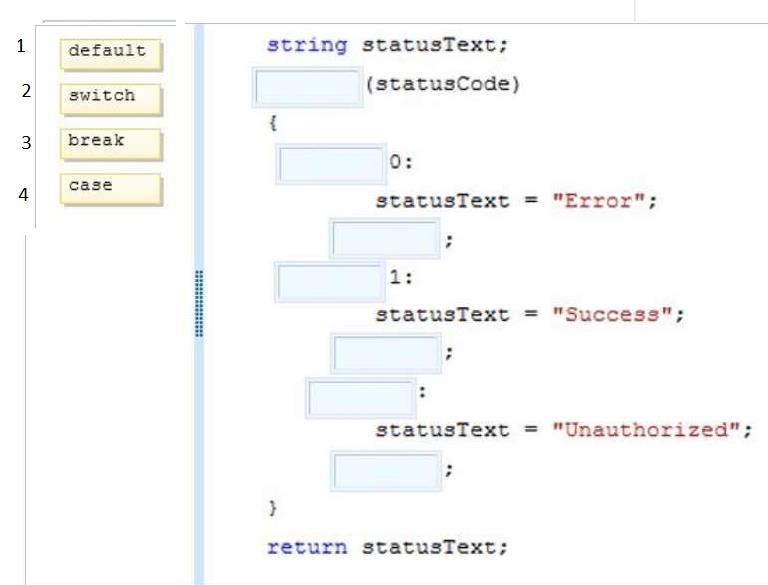 1 default
2 switch
3 break
4 case
string statusText;
(statusCode)
{
0:
statusText = "Error";
;
1:
statusText = "Success";
;
:
statusText = "Unauthorized";
;
}
return statusText;